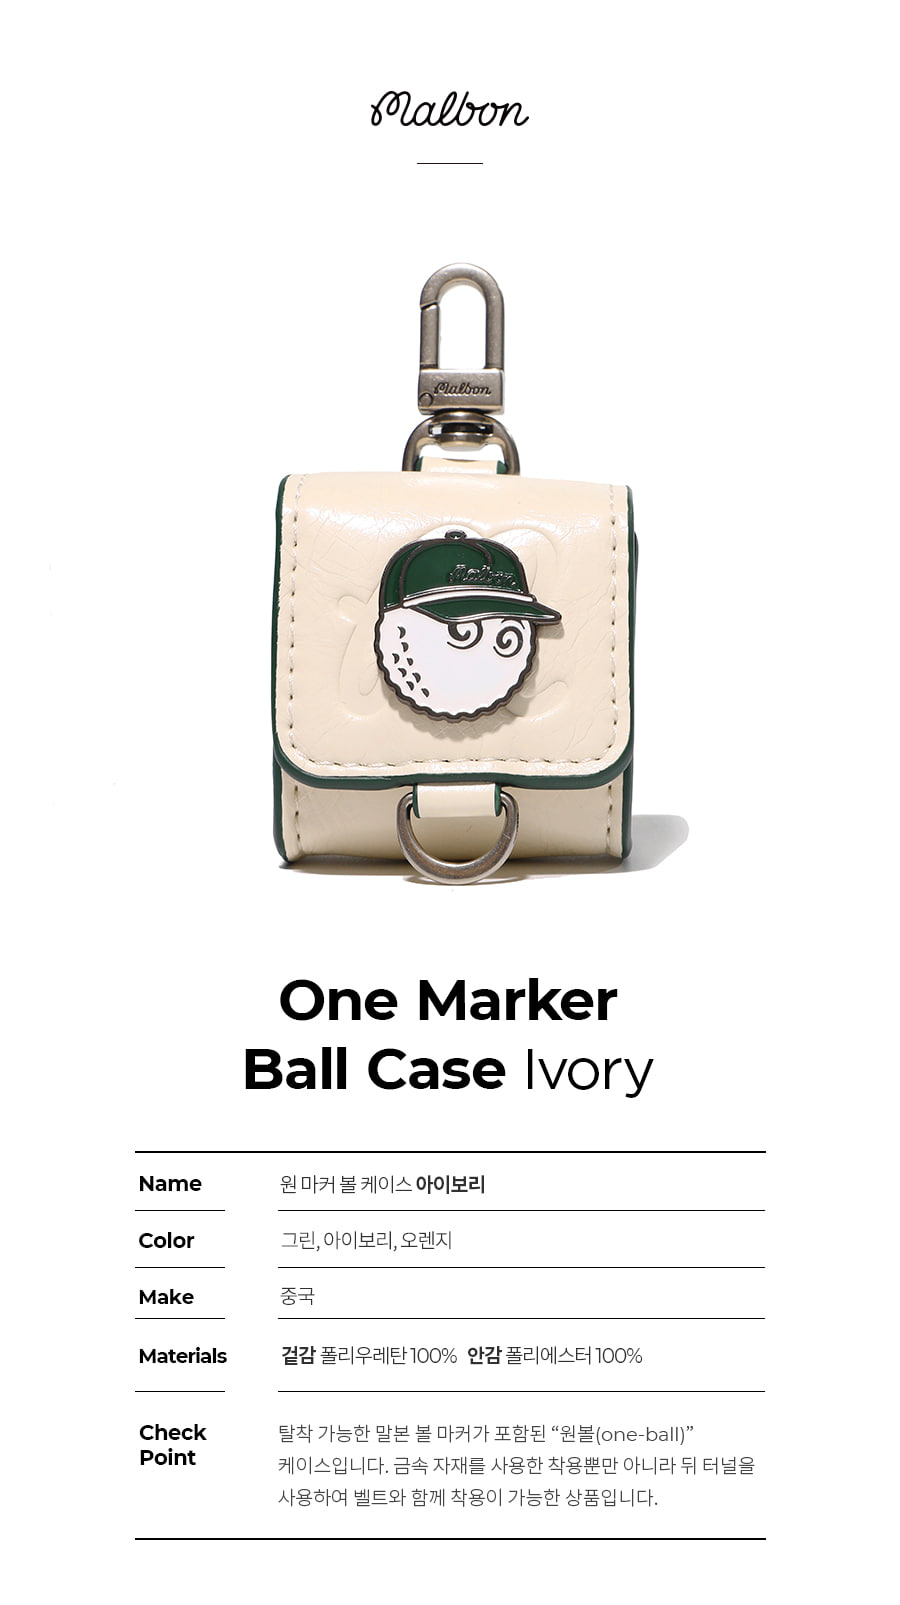 Malbon
Malbon
Malbon
One Marker
Ball Case Ivory
Name 원 마커 볼 케이스 아이보리
Color 그린, 아이보리, 오렌지
Make 중국
Materials 겉감 폴리우레탄 100% 안감 폴리에스터 100%
Check Point
탈착 가능한 말본 볼 마커가 포함된 “원볼(one-ball)”
케이스입니다. 금속 자재를 사용한 착용뿐만 아니라 뒤 터널을
사용하여 벨트와 함께 착용이 가능한 상품입니다.